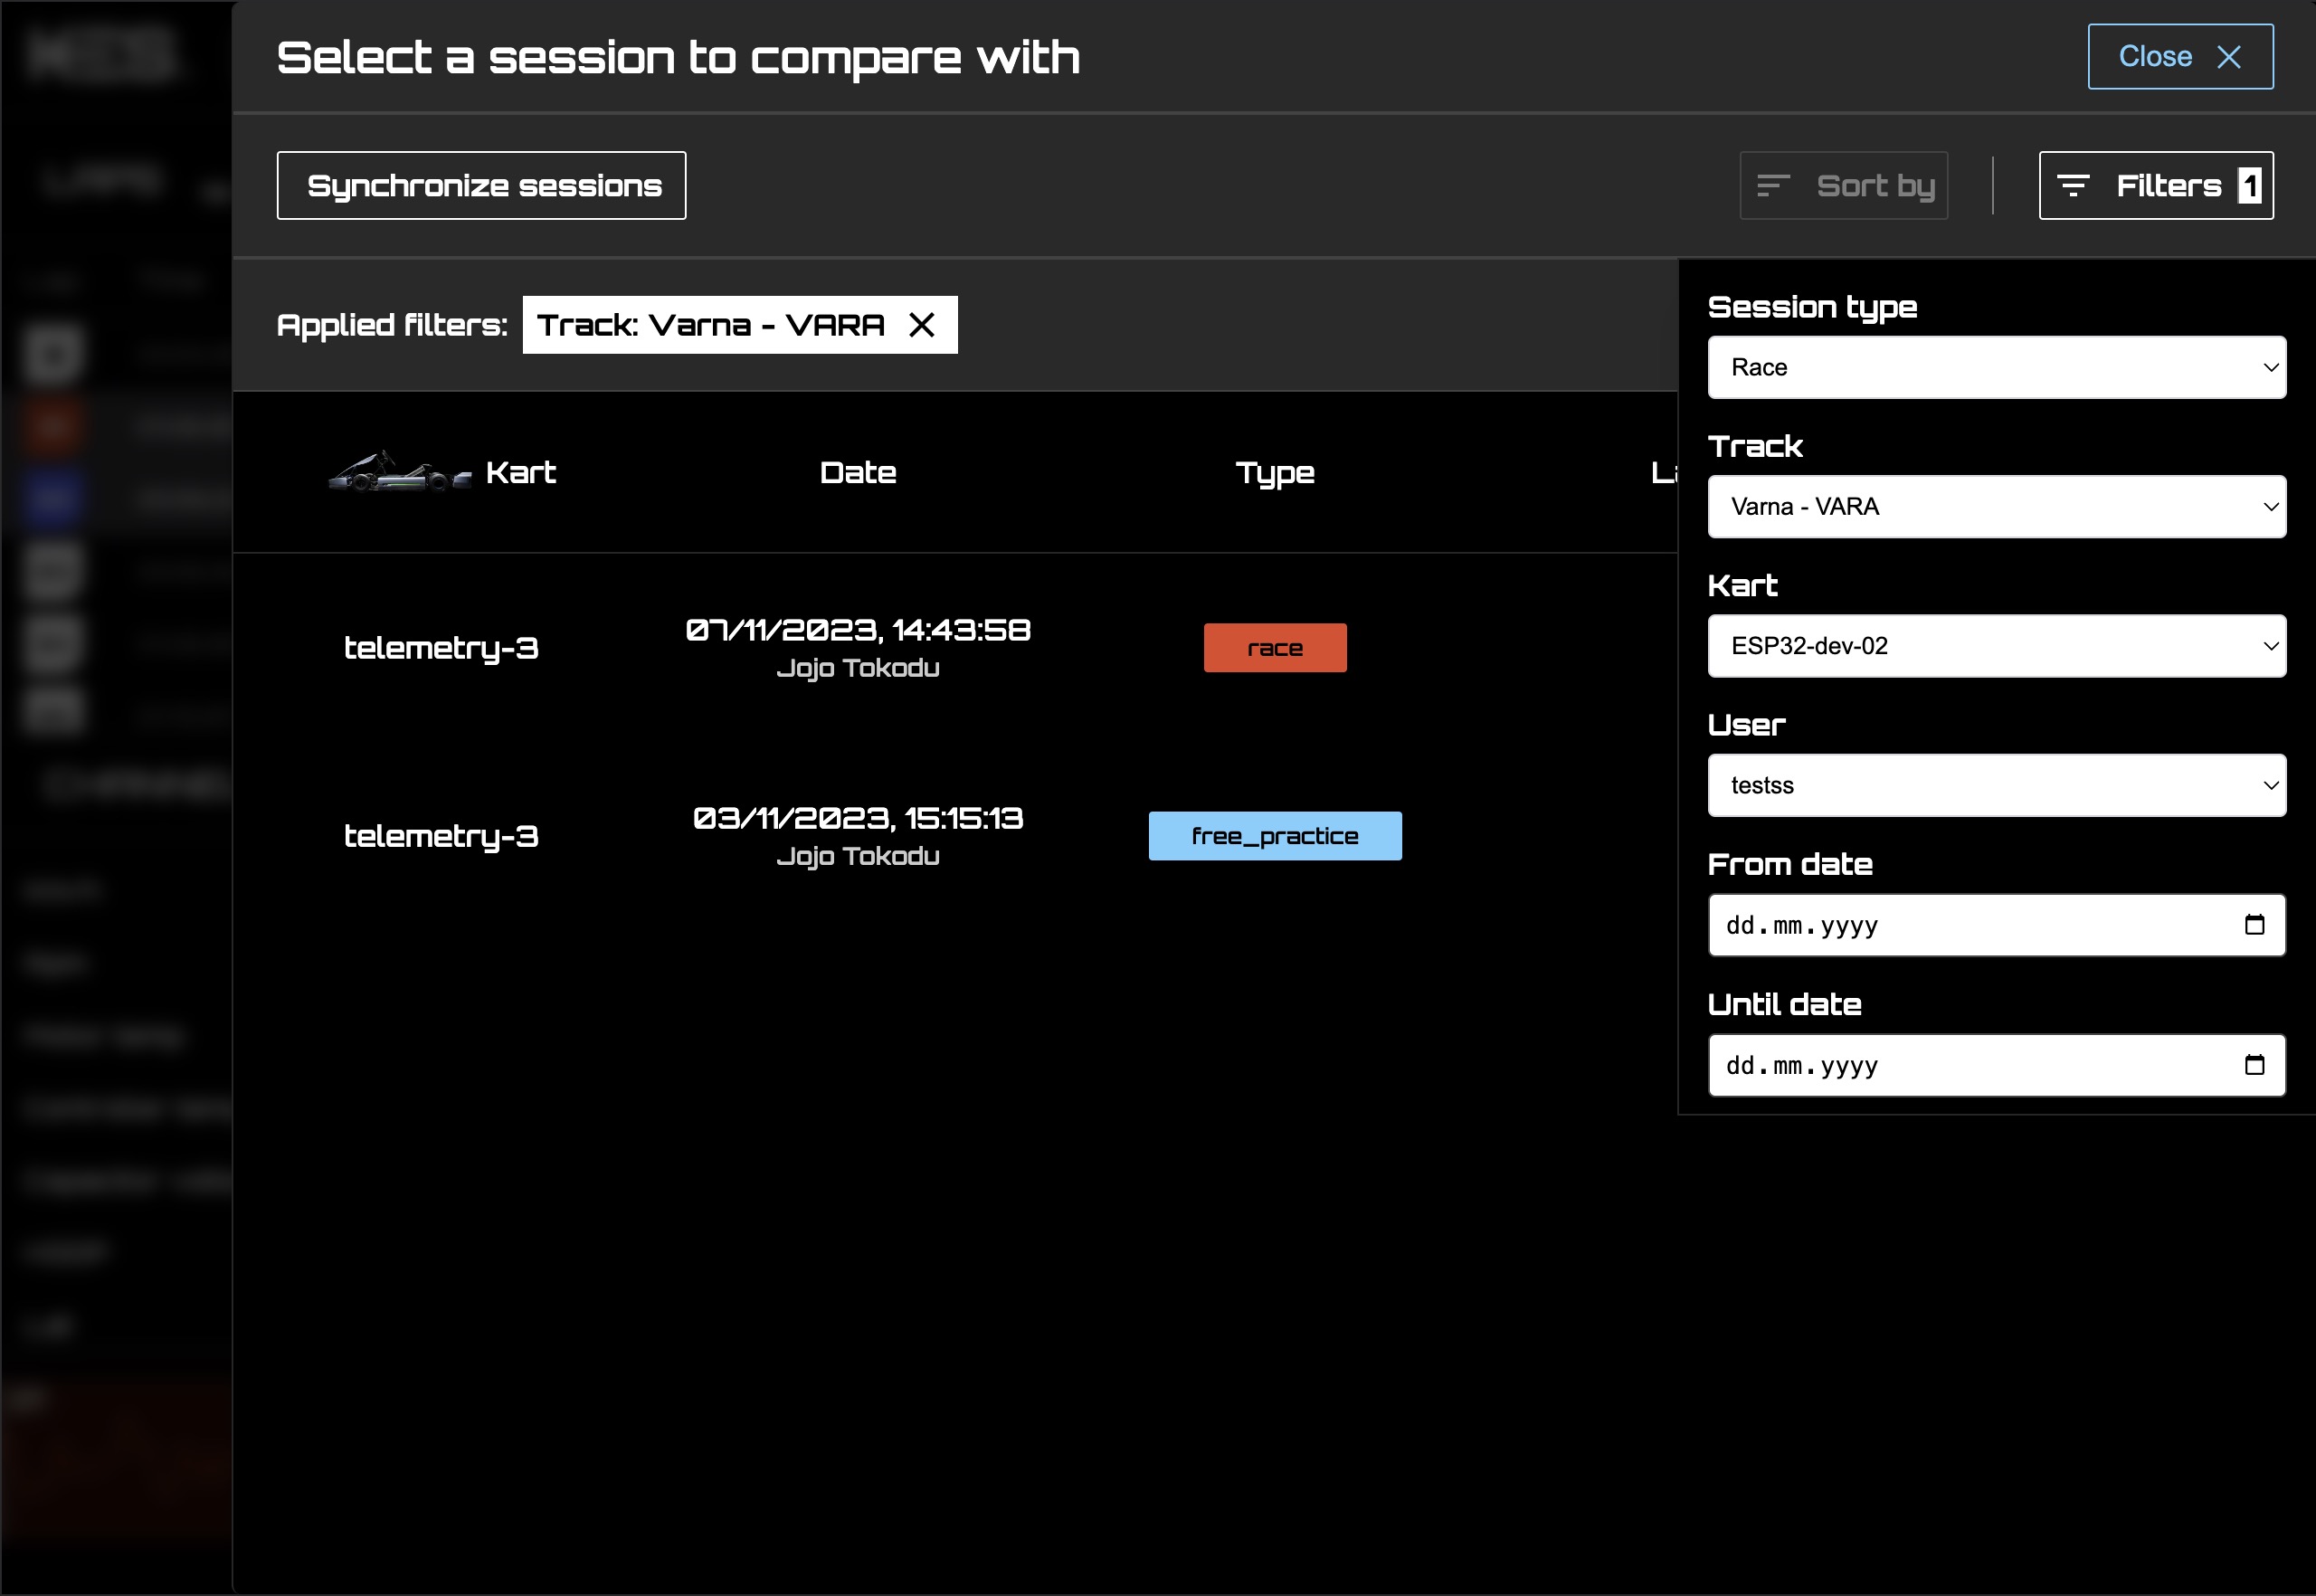 Select a session to compare with
Close
Synchronize sessions
Sort by
Filters 1
Applied filters: Track: Varna - VARA
Kart Date Type
telemetry-3
07/11/2023, 14:43:58
Jojo Tokodu
race
telemetry-3
03/11/2023, 15:15:13
Jojo Tokodu
free_practice
Session type
Race
Track
Varna - VARA
Kart
ESP32-dev-02
User
testss
From date
dd.mm.yyyy
Until date
dd.mm.yyyy
LAPS